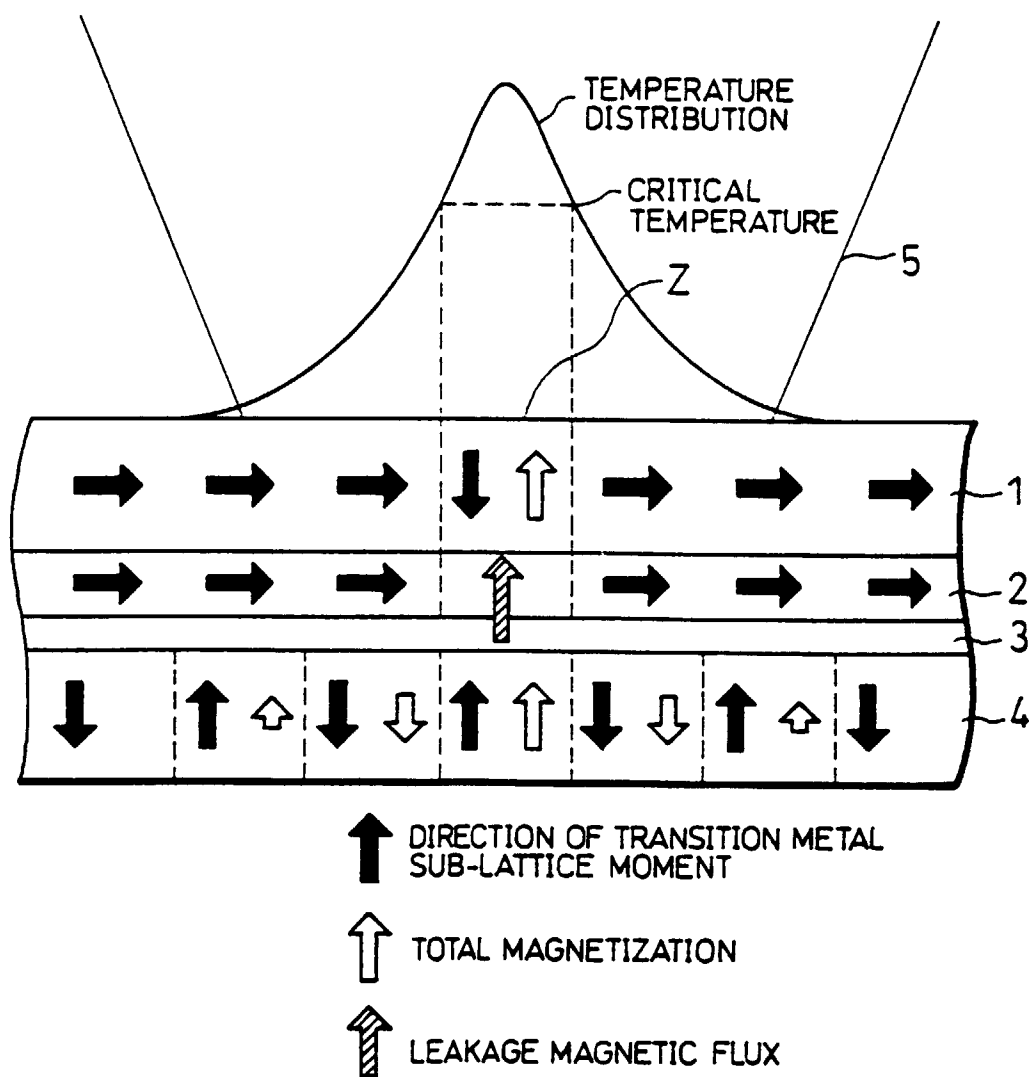 TEMPERATURE
DISTRIBUTION
CRITICAL
TEMPERATURE
5
Z
1
2
3
4
DIRECTION OF TRANSITION METAL
SUB-LATTICE MOMENT
TOTAL MAGNETIZATION
LEAKAGE MAGNETIC FLUX